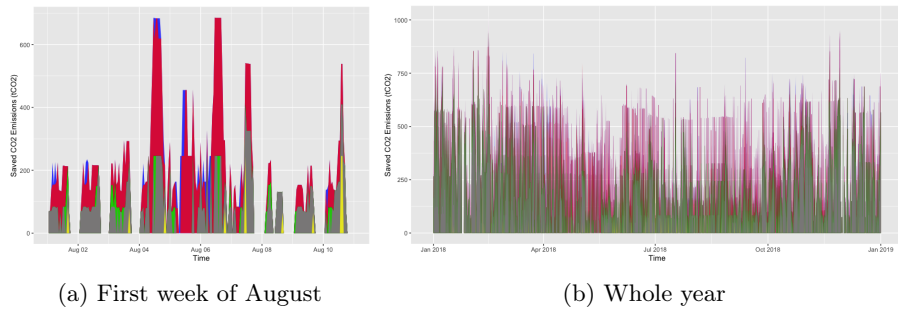 Saved CO2 Emissions (tCO2)
600
400
200
0
Aug 02
Aug 04
Aug 06
Aug 08
Aug 10
Time
(a) First week of August
Saved CO2 Emissions (tCO2)
1000
750
500
250
0
Jan 2018
April 2018
Jul 2018
Oct 2018
Jan 2019
Time
(b) Whole year